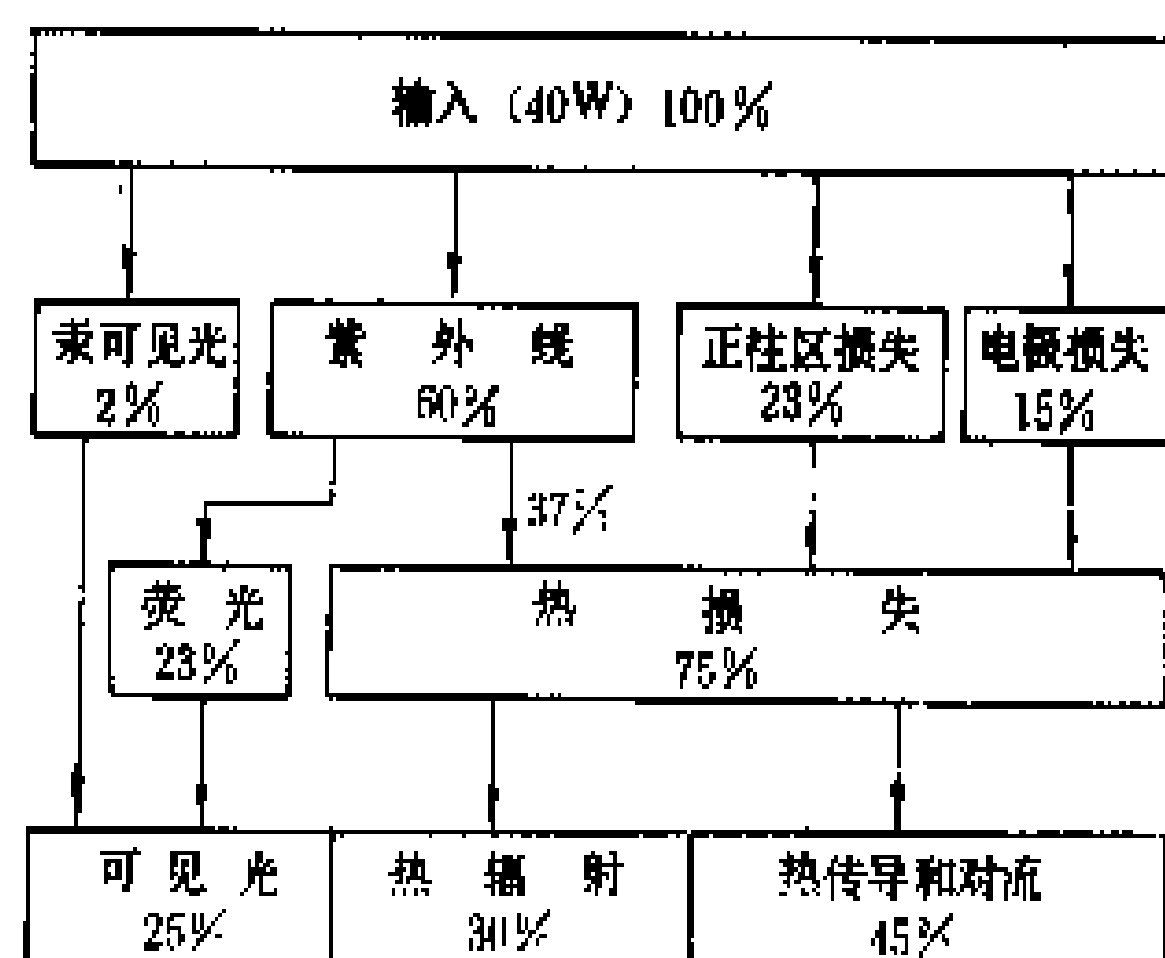 输入（40W）100%
汞可见光
2%
紫外线
60%
正柱区损失
23%
电极损失
15%
37%
荧光
23%
热损失
75%
可见光
25%
热辐射
30%
热传导和对流
45%